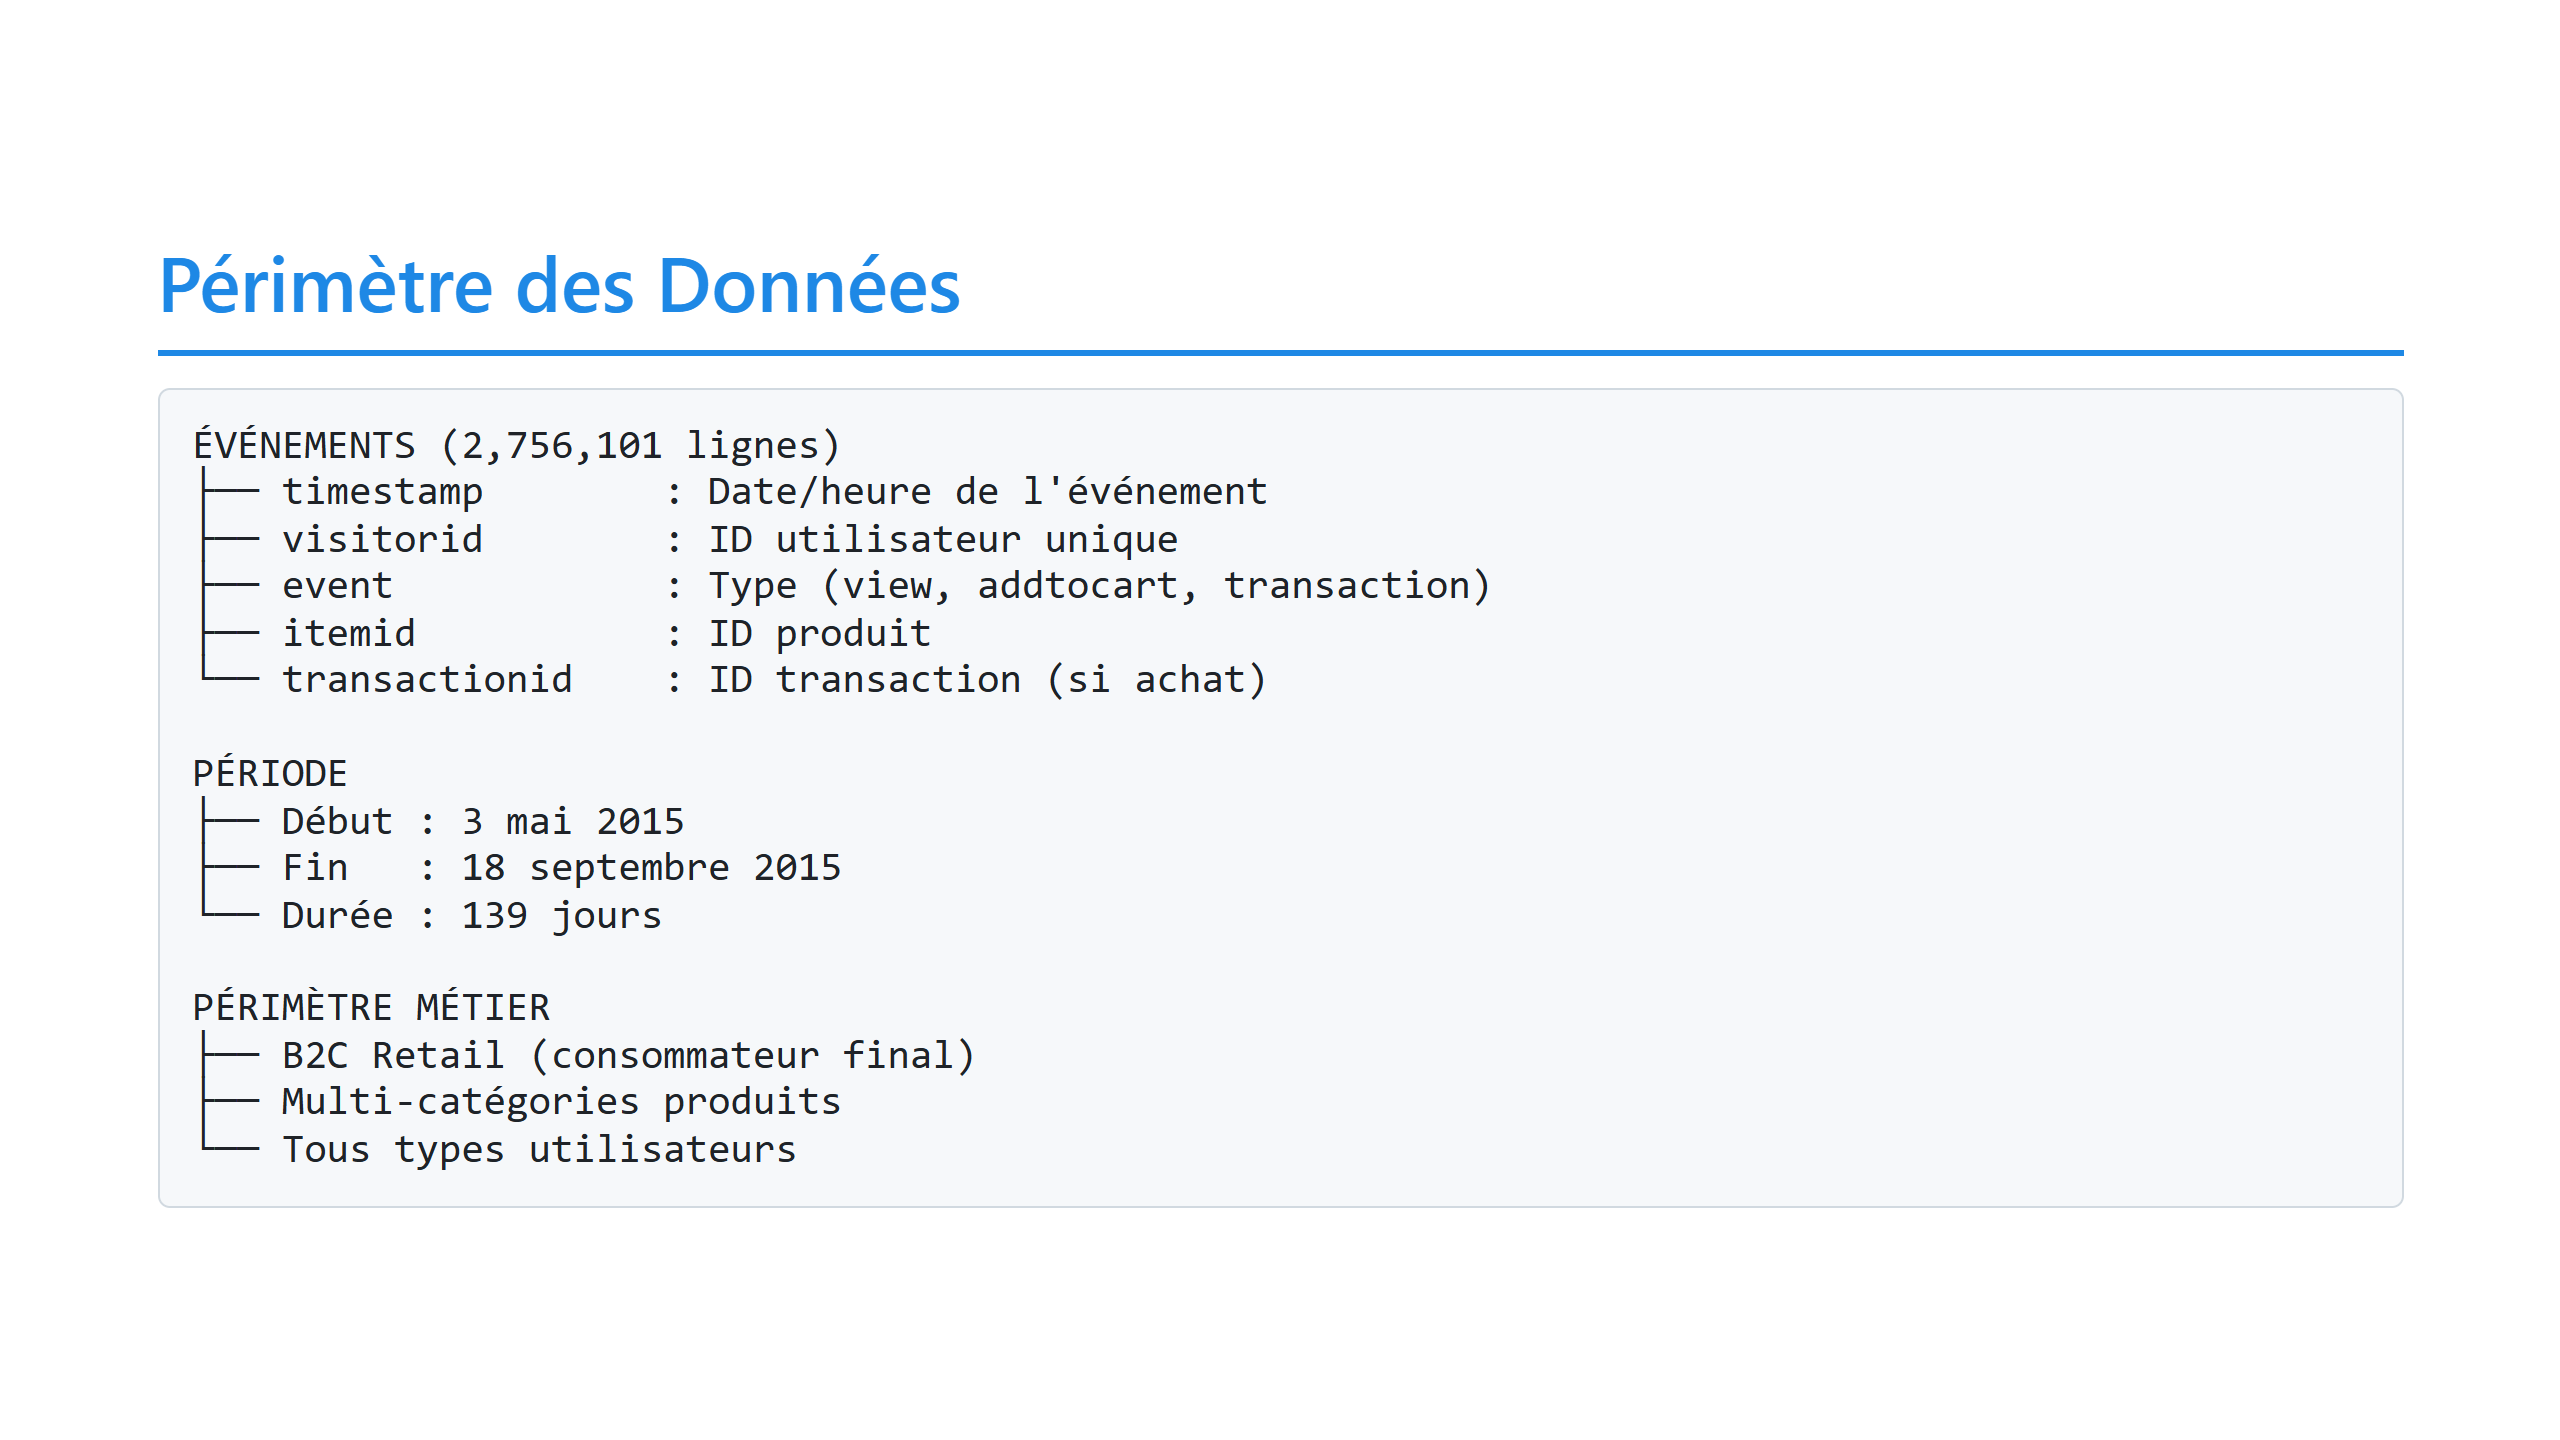 Périmètre des Données
ÉVÉNEMENTS (2,756,101 lignes)
├── timestamp        : Date/heure de l'événement
├── visitorid        : ID utilisateur unique
├── event            : Type (view, addtocart, transaction)
├── itemid           : ID produit
└── transactionid    : ID transaction (si achat)
PÉRIODE
├── Début : 3 mai 2015
├── Fin   : 18 septembre 2015
└── Durée : 139 jours
PÉRIMÈTRE MÉTIER
├── B2C Retail (consommateur final)
├── Multi-catégories produits
└── Tous types utilisateurs